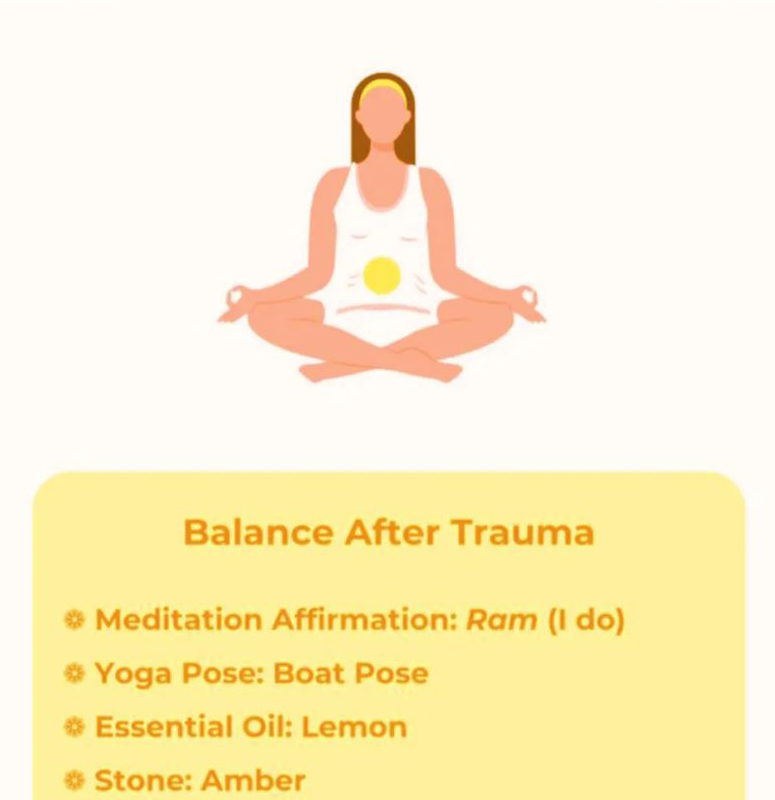 Balance After Trauma
Meditation Affirmation: Ram (I do)
Yoga Pose: Boat Pose
Essential Oil: Lemon
Stone: Amber